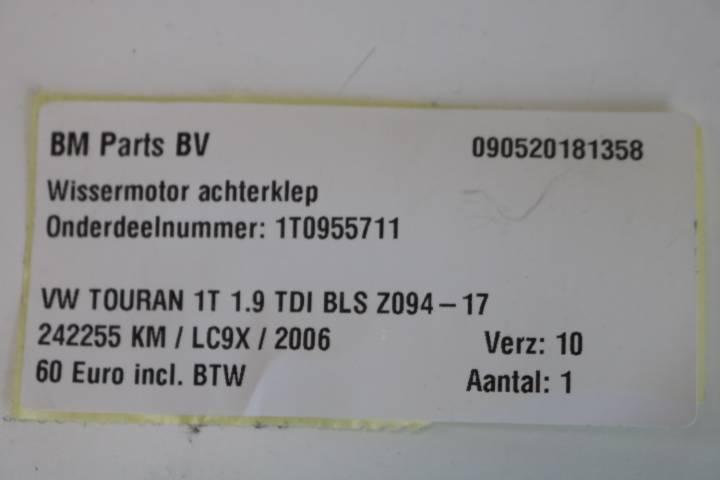 BM Parts BV 090520181358
Wissermotor achterklep
Onderdeelnummer: 1T0955711
VW TOURAN 1T 1.9 TDI BLS Z094-17
242255 KM / LC9X / 2006 Verz: 10
60 Euro incl. BTW Aantal: 1